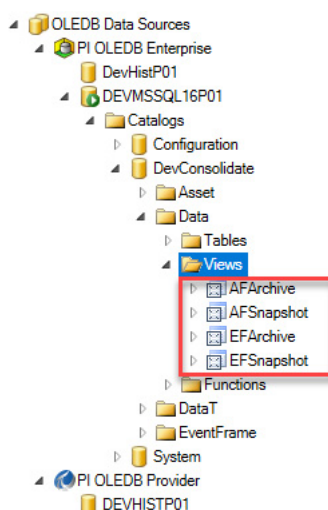 OLEDB Data Sources
PI OLEDB Enterprise
DevHistP01
DEVMSSQL16P01
Catalogs
Configuration
DevConsolidate
Asset
Data
Tables
Views
AFArchive
AFSnapshot
EFArchive
EFSnapshot
Functions
DataT
EventFrame
System
PI OLEDB Provider
DEVHISTP01